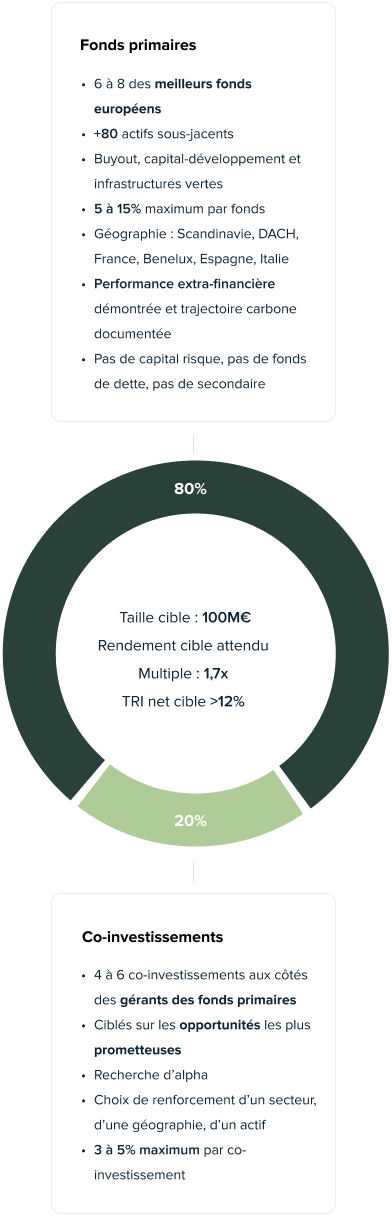 Fonds primaires
• 6 à 8 des meilleurs fonds
européens
• +80 actifs sous-jacents
• Buyout, capital-développement et
infrastructures vertes
• 5 à 15% maximum par fonds
• Géographie : Scandinavie, DACH,
France, Benelux, Espagne, Italie
• Performance extra-financière
démontrée et trajectoire carbone
documentée
• Pas de capital risque, pas de fonds
de dette, pas de secondaire
80%
Taille cible : 100M€
Rendement cible attendu
Multiple : 1,7x
TRI net cible >12%
20%
Co-investissements
• 4 à 6 co-investissements aux côtés
des gérants des fonds primaires
• Ciblés sur les opportunités les plus
prometteuses
• Recherche d’alpha
• Choix de renforcement d’un secteur,
d’une géographie, d’un actif
• 3 à 5% maximum par co-
investissement